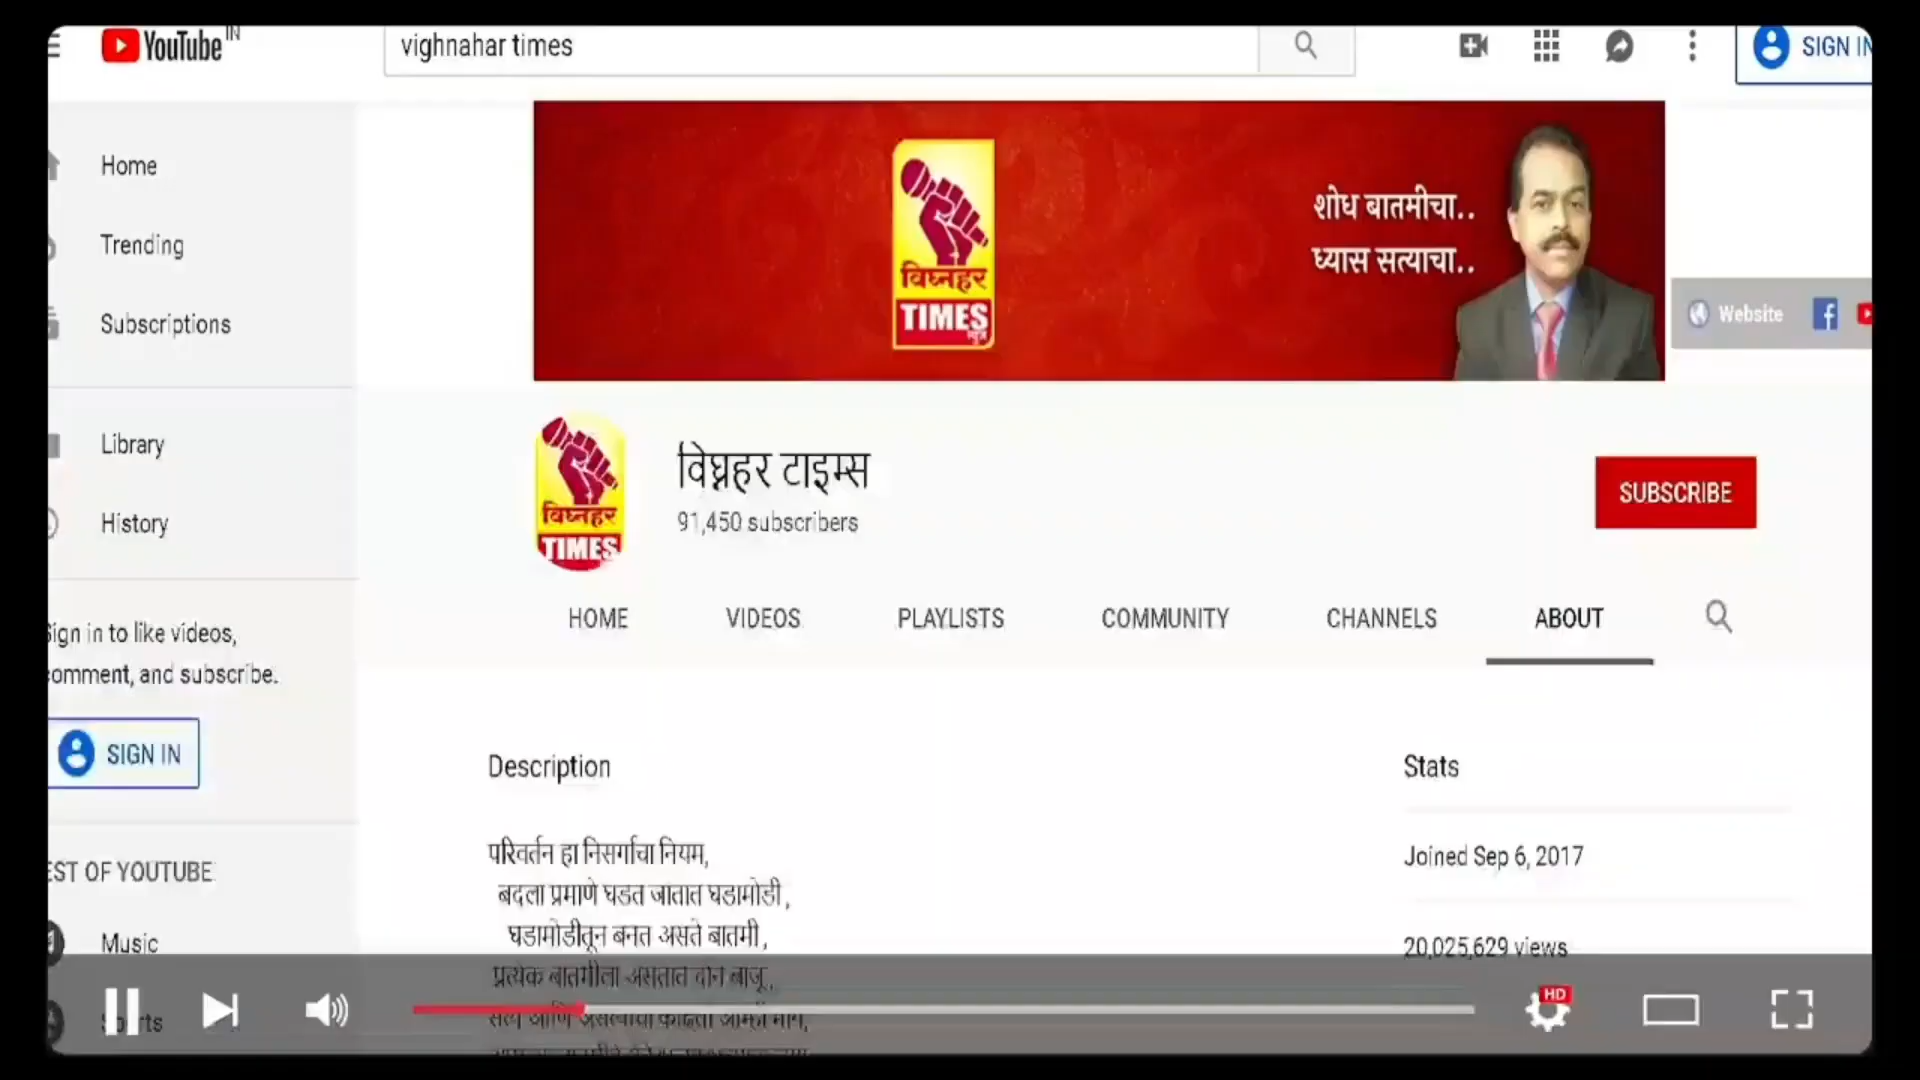 YouTube IN
vighnahar times
SIGN IN
Home
Trending
Subscriptions
Library
History
Sign in to like videos,
comment, and subscribe.
SIGN IN
EST OF YOUTUBE
Music
विघ्नहर
TIMES
न्यूज
शोध बातमीचा..
ध्यास सत्याचा..
Website
विघ्नहर
TIMES
विघ्नहर टाइम्स
91,450 subscribers
SUBSCRIBE
HOME VIDEOS PLAYLISTS COMMUNITY CHANNELS ABOUT
Description
परिवर्तन हा निसर्गाचा नियम,
बदला प्रमाणे घडत जातात घडामोडी,
घडामोडीतून बनत असते बातमी,
प्रत्येक बातमीला असतात दोन बाजू,
Stats
Joined Sep 6, 2017
20,025,629 views
HD